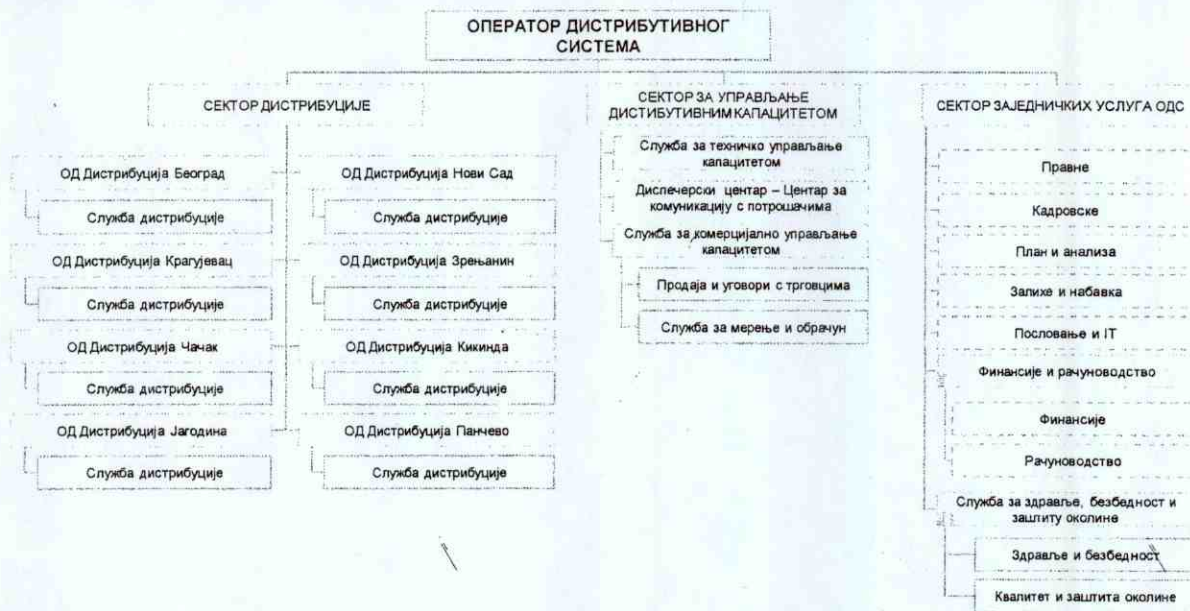 ОПЕРАТОР ДИСТРИБУТИВНОГ
СИСТЕМА
СЕКТОР ДИСТРИБУЦИЈЕ
ОД Дистрибуција Београд
Служба дистрибуције
ОД Дистрибуција Крагујевац
Служба дистрибуције
ОД Дистрибуција Чачак
Служба дистрибуције
ОД Дистрибуција Јагодина
Служба дистрибуције
ОД Дистрибуција Нови Сад
Служба дистрибуције
ОД Дистрибуција Зрењанин
Служба дистрибуције
ОД Дистрибуција Кикинда
Служба дистрибуције
ОД Дистрибуција Панчево
Служба дистрибуције
СЕКТОР ЗА УПРАВЉАЊЕ
ДИСТИБУТИВНИМ КАПАЦИТЕТОМ
Служба за техничко управљање
капацитетом
Диспечерски центар – Центар за
комуникацију с потрошачима
Служба за комерцијално управљање
капацитетом
Продаја и уговори с трговцима
Служба за мерење и обрачун
СЕКТОР ЗАЈЕДНИЧКИХ УСЛУГА ОДС
Правне
Кадровске
План и анализа
Залихе и набавка
Пословање и IT
Финансије и рачуноводство
Финансије
Рачуноводство
Служба за здравље, безбедност и
заштиту околине
Здравље и безбедност
Квалитет и заштита околине